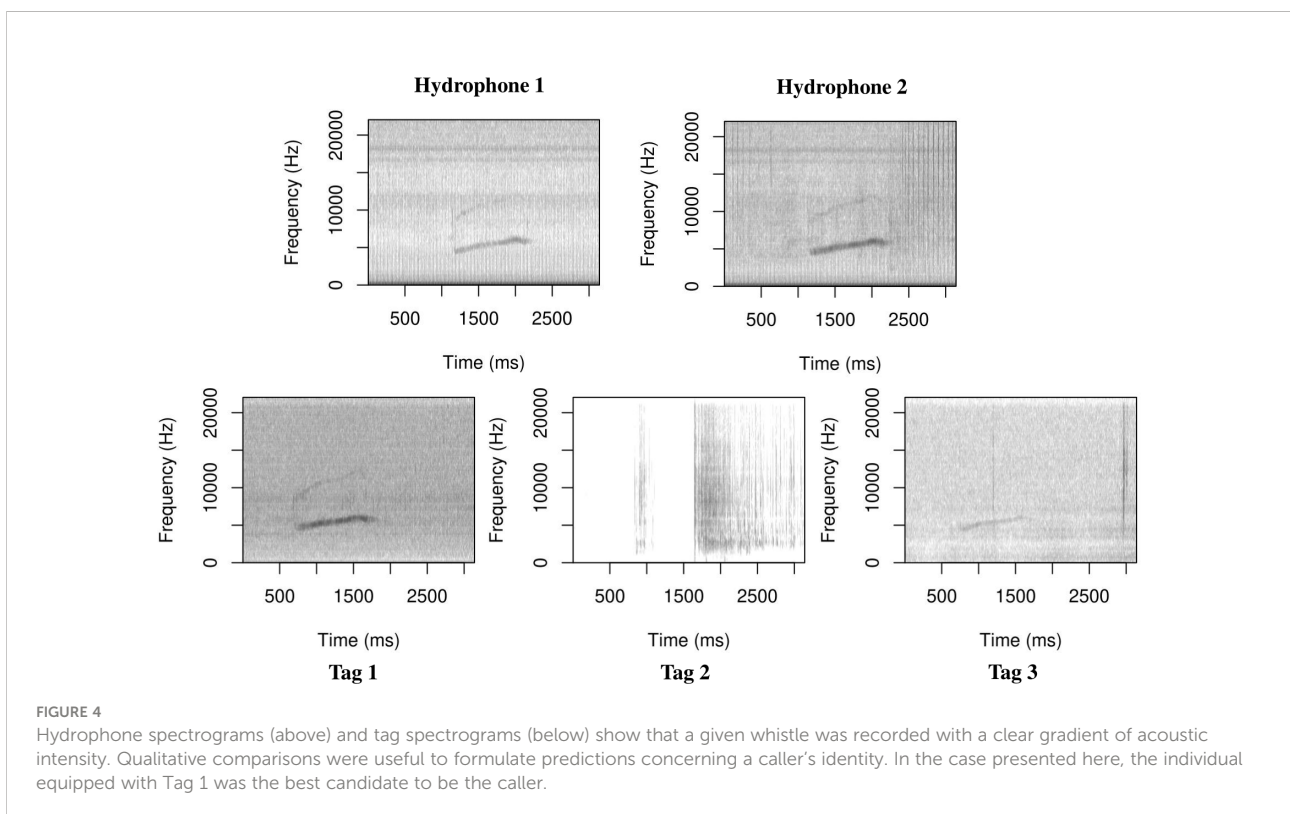 Hydrophone 1
Hydrophone 2
Frequency (Hz)
20000
10000
0
500
1500
2500
Time (ms)
Frequency (Hz)
20000
10000
0
500
1500
2500
Time (ms)
Frequency (Hz)
20000
10000
0
500
1500
2500
Time (ms)
Tag 1
Frequency (Hz)
20000
10000
0
500
1500
2500
Time (ms)
Tag 2
Frequency (Hz)
20000
10000
0
500
1500
2500
Time (ms)
Tag 3
FIGURE 4
Hydrophone spectrograms (above) and tag spectrograms (below) show that a given whistle was recorded with a clear gradient of acoustic
intensity. Qualitative comparisons were useful to formulate predictions concerning a caller's identity. In the case presented here, the individual
equipped with Tag 1 was the best candidate to be the caller.